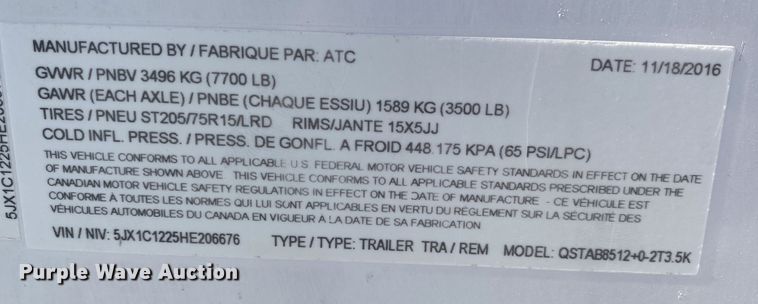 MANUFACTURED BY / FABRIQUE PAR: ATC
DATE: 11/18/2016
GVWR / PNBV 3496 KG (7700 LB)
GAWR (EACH AXLE) / PNBE (CHAQUE ESSIU) 1589 KG (3500 LB)
TIRES / PNEU ST205/75R15/LRD RIMS/JANTE 15X5JJ
COLD INFL. PRESS. / PRESS. DE GONFL. A FROID 448.175 KPA (65 PSI/LPC)
THIS VEHICLE CONFORMS TO ALL APPLICABLE U.S. FEDERAL MOTOR VEHICLE SAFETY STANDARDS IN EFFECT ON THE DATE
OF MANUFACTURE SHOWN ABOVE. THIS VEHICLE CONFORMS TO ALL APPLICABLE STANDARDS PRESCRIBED UNDER THE
CANADIAN MOTOR VEHICLE SAFETY REGULATIONS IN EFFECT ON THE DATE OF MANUFACTURE - CE VÉHICULE EST
CONFORME À TOUTES LES NORMES QUI LUI SONT APPLICABLES EN VERTU DU RÈGLEMENT SUR LA SÉCURITÉ DES
VÉHICULES AUTOMOBILES DU CANADA EN VIGUEUR A LA DATE DE SA FABRICATION
VIN / NIV: 5JX1C1225HE206676 TYPE / TYPE: TRAILER TRA / REM MODEL: QSTAB8512+0-2T3.5K
Purple Wave Auction